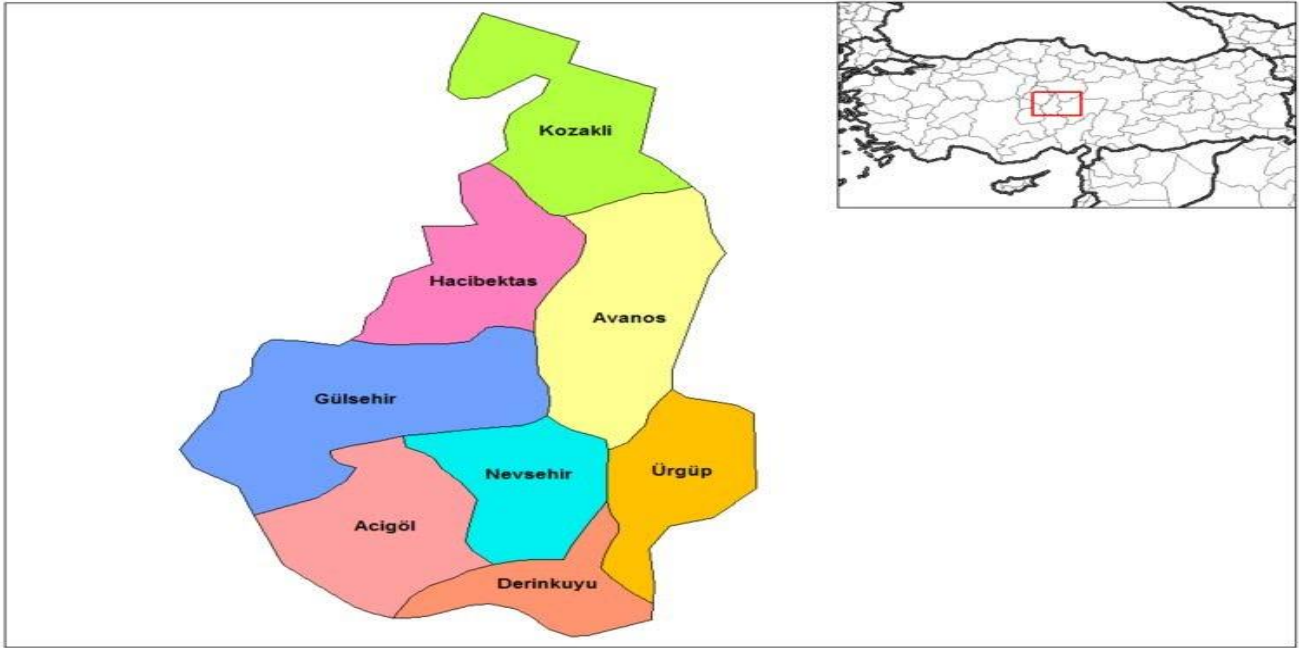 Kozakli
Hacibektas
Avanos
Gülsehir
Nevsehir
Ürgüp
Acigöl
Derinkuyu